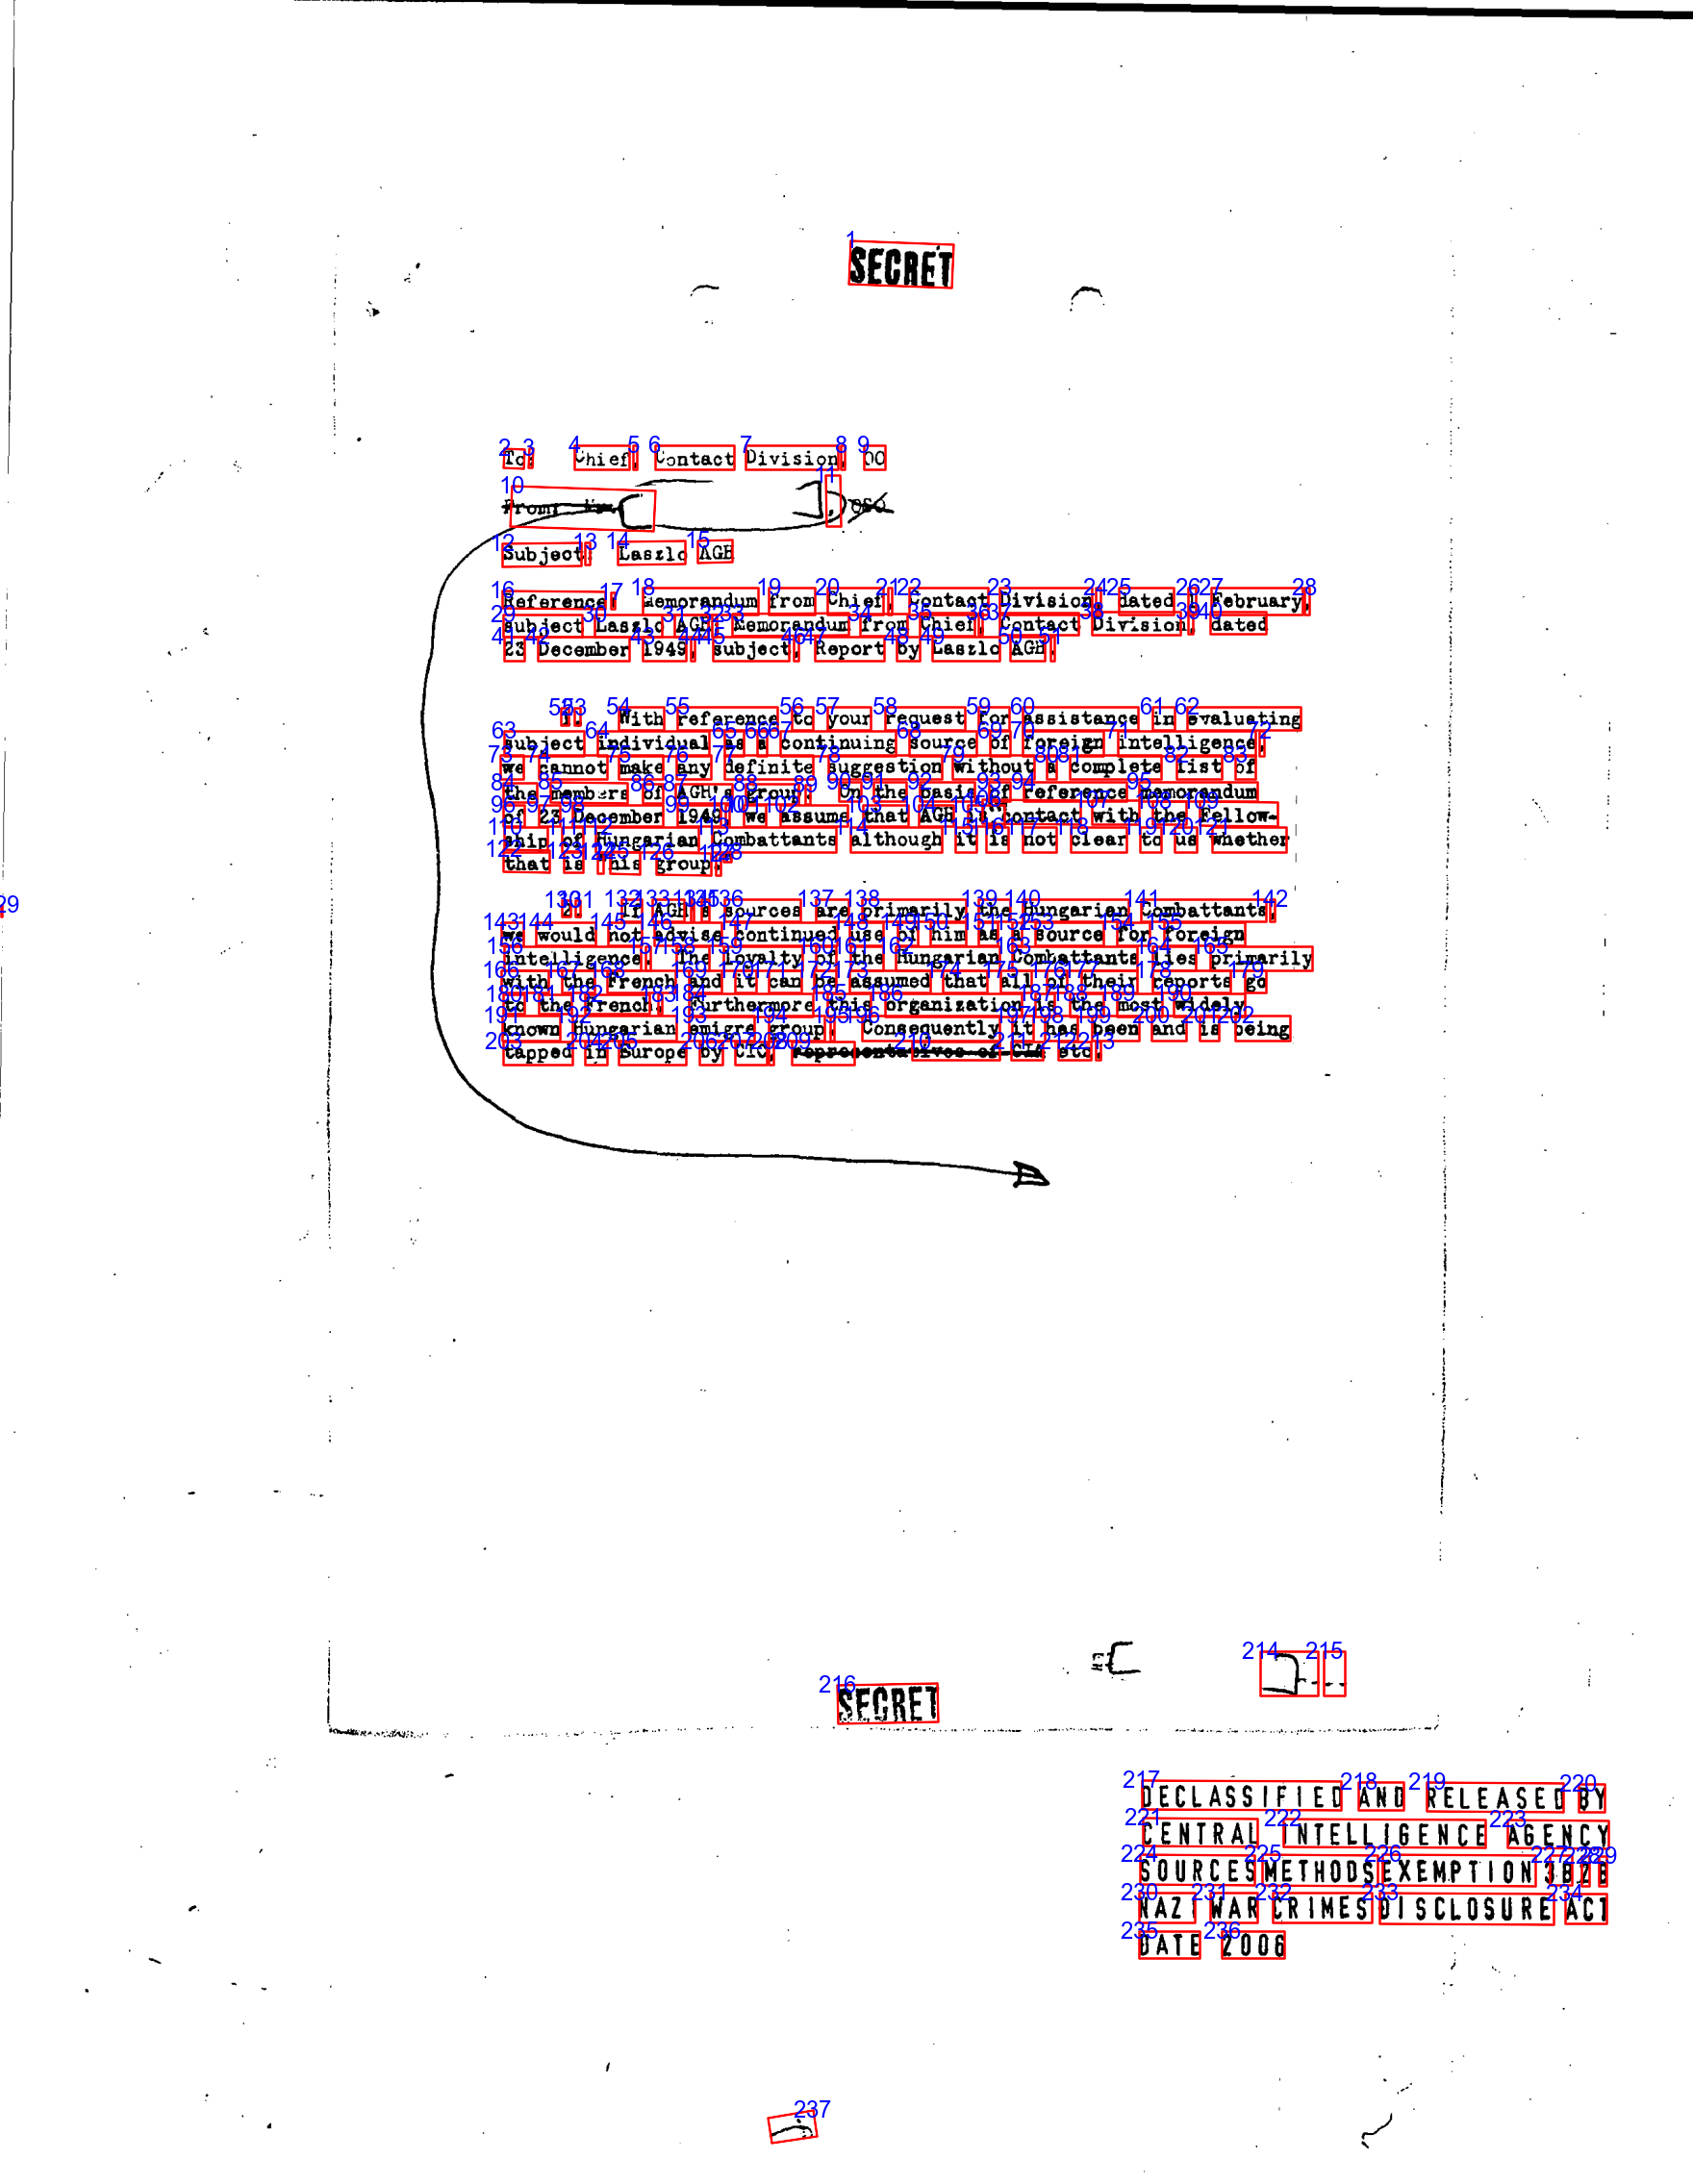 SECRET
To: Chief, Contact Division, OO
From: , OSO
Subject: Laszlo AGH
Reference: Memorandum from Chief, Contact Division, dated 1 February,
subject Laszlo AGH; Memorandum from Chief, Contact Division, dated
23 December 1949, subject, Report by Laszlo AGH.
1. With reference to your request for assistance in evaluating
subject individual as a continuing source of foreign intelligence,
we cannot make any definite suggestion without a complete list of
the members of AGH's group. On the basis of reference memorandum
of 23 December 1949, we assume that AGH is contact with the Fellow-
ship of Hungarian Combattants although it is not clear to us whether
that is "his group."
2. If AGH's sources are primarily the Hungarian Combattants,
we would not advise continued use of him as a source for foreign
intelligence. The loyalty of the Hungarian Combattants lies primarily
with the French and it can be assumed that all of their reports go
to the French. Furthermore this organization is the most widely
known Hungarian emigre group. Consequently it has been and is being
tapped in Europe by CIC, representatives of CIA etc.
SECRET
DECLASSIFIED AND RELEASED BY
CENTRAL INTELLIGENCE AGENCY
SOURCES METHODS EXEMPTION 3B2B
NAZI WAR CRIMES DISCLOSURE ACT
DATE 2006